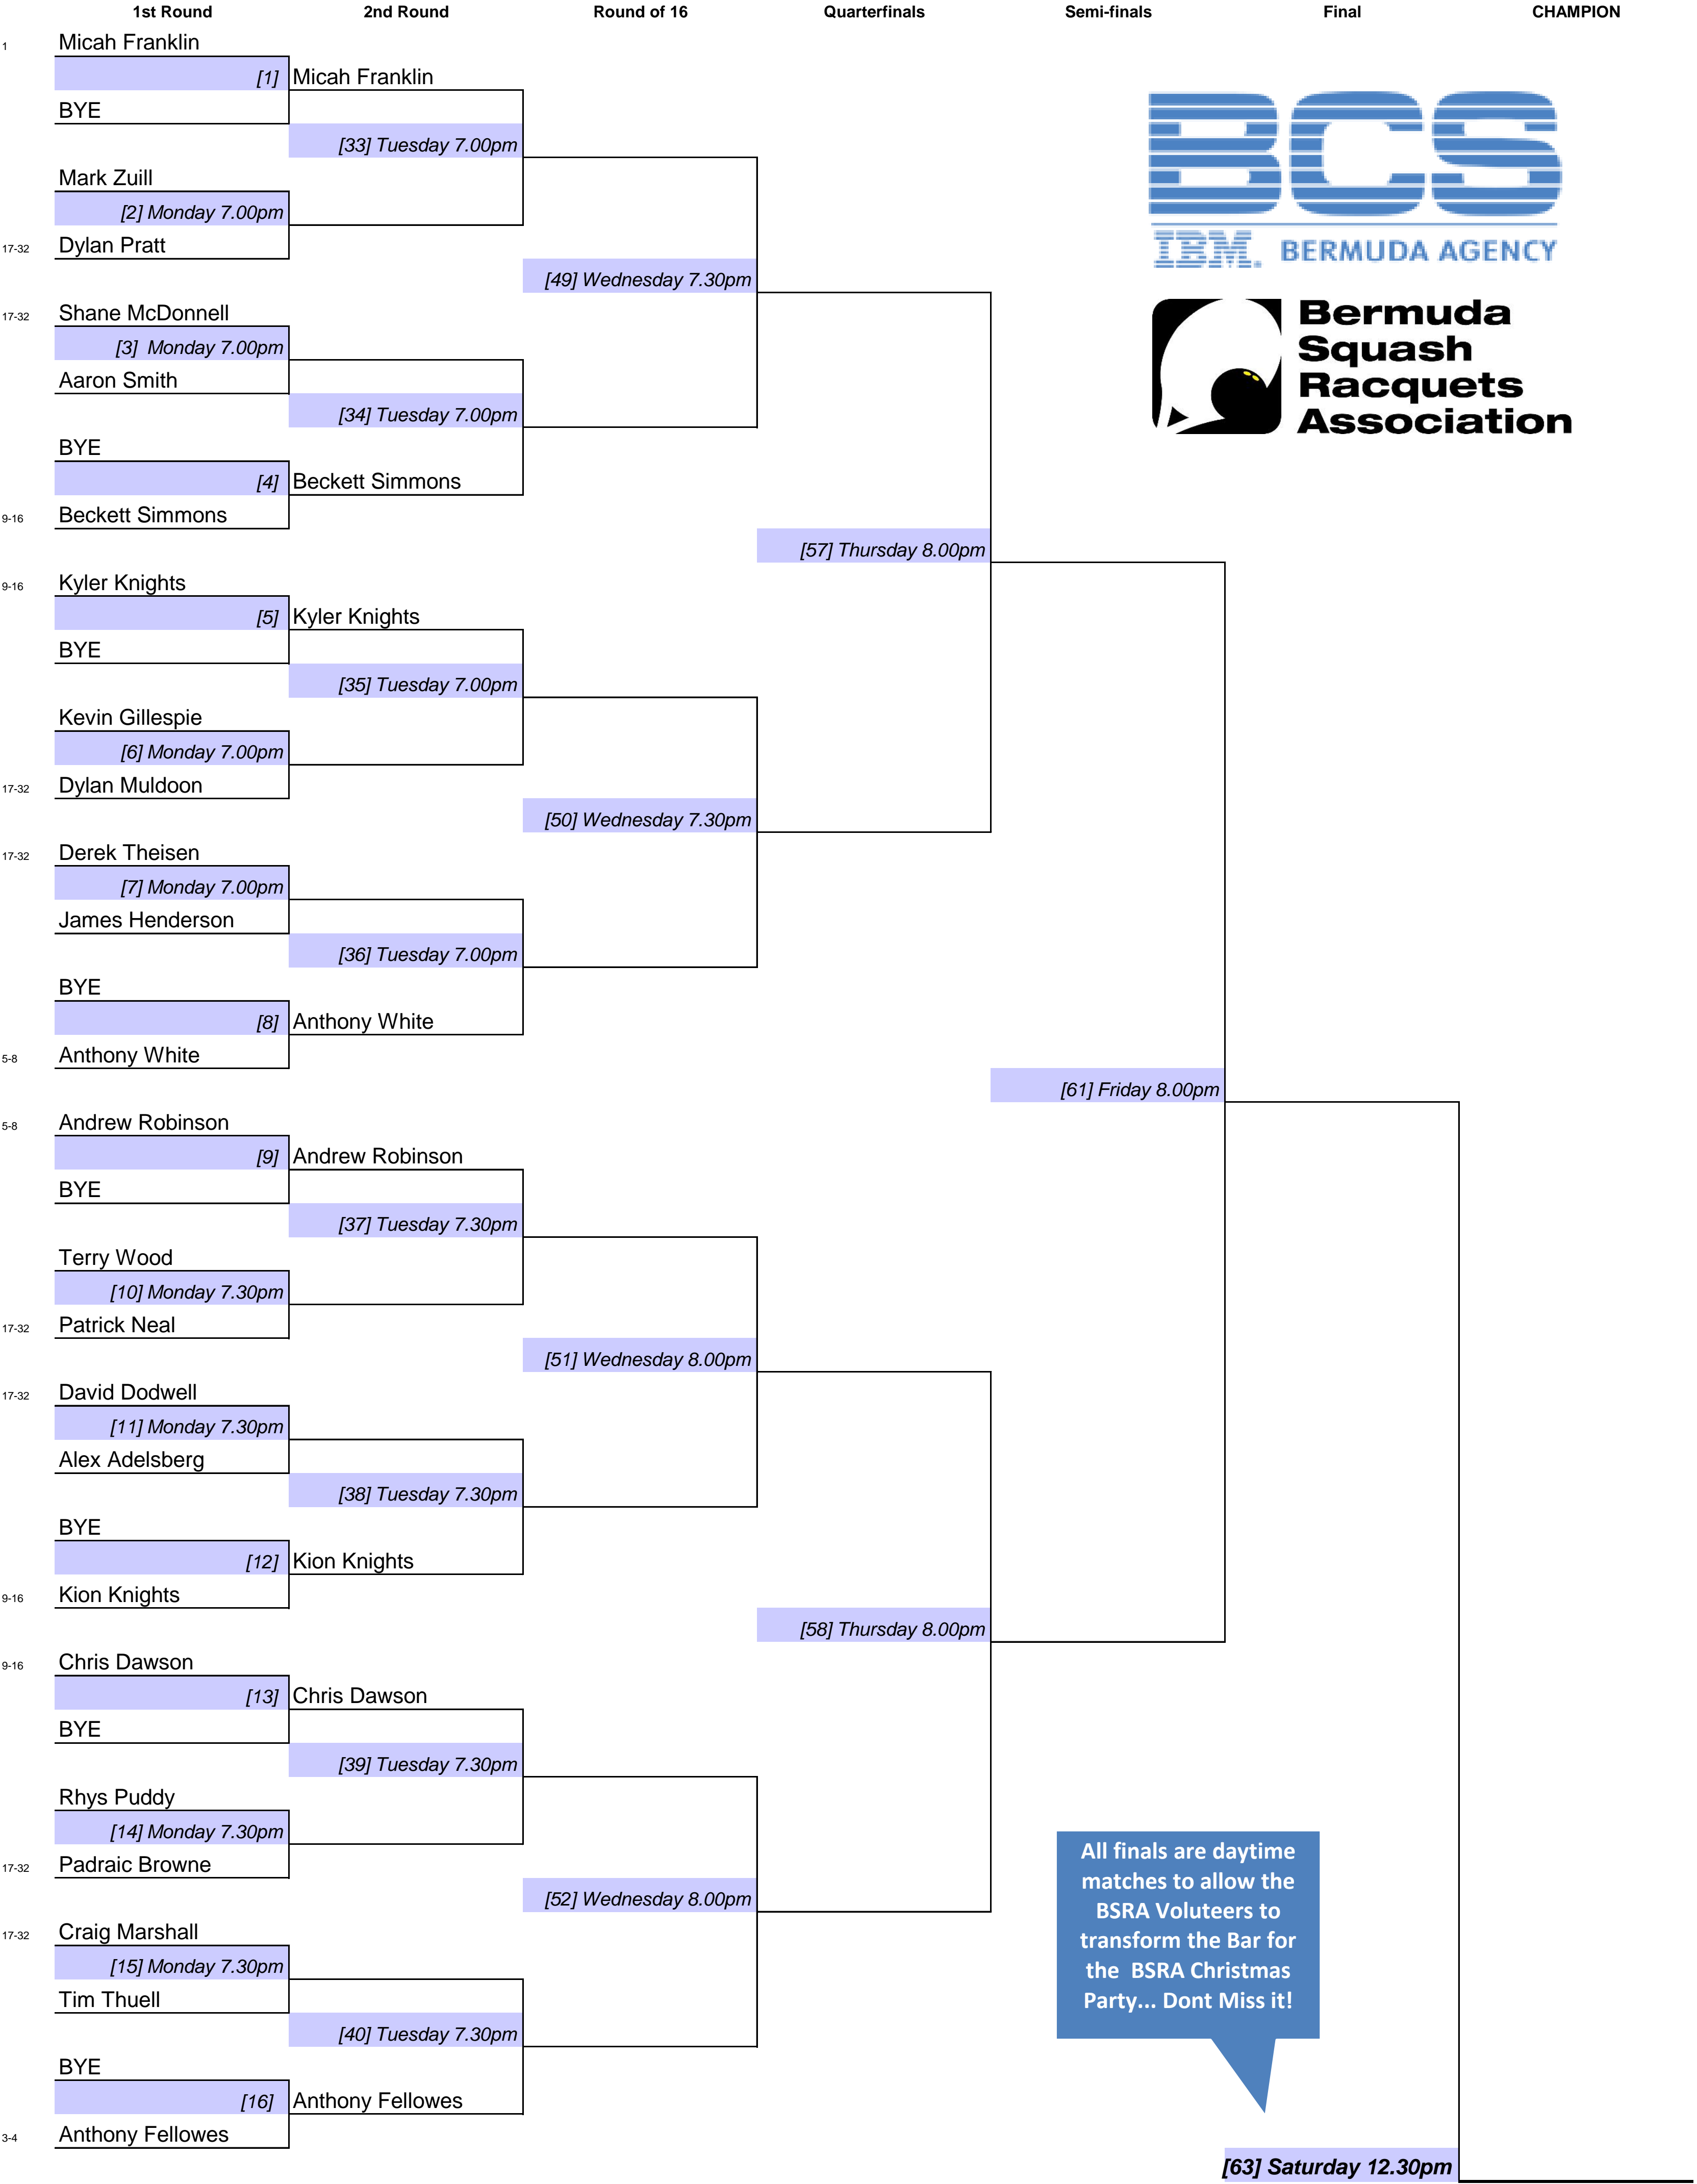 1st Round 2nd Round Round of 16 Quarterfinals Semi-finals Final CHAMPION
1 Micah Franklin
[1] Micah Franklin
BYE
[33] Tuesday 7.00pm
Mark Zuill
[2] Monday 7.00pm
17-32 Dylan Pratt
[49] Wednesday 7.30pm
17-32 Shane McDonnell
[3] Monday 7.00pm
Aaron Smith
[34] Tuesday 7.00pm
BYE
[4] Beckett Simmons
9-16 Beckett Simmons
[57] Thursday 8.00pm
9-16 Kyler Knights
[5] Kyler Knights
BYE
[35] Tuesday 7.00pm
Kevin Gillespie
[6] Monday 7.00pm
17-32 Dylan Muldoon
[50] Wednesday 7.30pm
17-32 Derek Theisen
[7] Monday 7.00pm
James Henderson
[36] Tuesday 7.00pm
BYE
[8] Anthony White
5-8 Anthony White
[61] Friday 8.00pm
5-8 Andrew Robinson
[9] Andrew Robinson
BYE
[37] Tuesday 7.30pm
Terry Wood
[10] Monday 7.30pm
17-32 Patrick Neal
[51] Wednesday 8.00pm
17-32 David Dodwell
[11] Monday 7.30pm
Alex Adelsberg
[38] Tuesday 7.30pm
BYE
[12] Kion Knights
9-16 Kion Knights
[58] Thursday 8.00pm
9-16 Chris Dawson
[13] Chris Dawson
BYE
[39] Tuesday 7.30pm
Rhys Puddy
[14] Monday 7.30pm
17-32 Padraic Browne
[52] Wednesday 8.00pm
17-32 Craig Marshall
[15] Monday 7.30pm
Tim Thuell
[40] Tuesday 7.30pm
BYE
[16] Anthony Fellowes
3-4 Anthony Fellowes
[63] Saturday 12.30pm
BCS
IBM. BERMUDA AGENCY
Bermuda
Squash
Racquets
Association
All finals are daytime
matches to allow the
BSRA Voluteers to
transform the Bar for
the BSRA Christmas
Party... Dont Miss it!